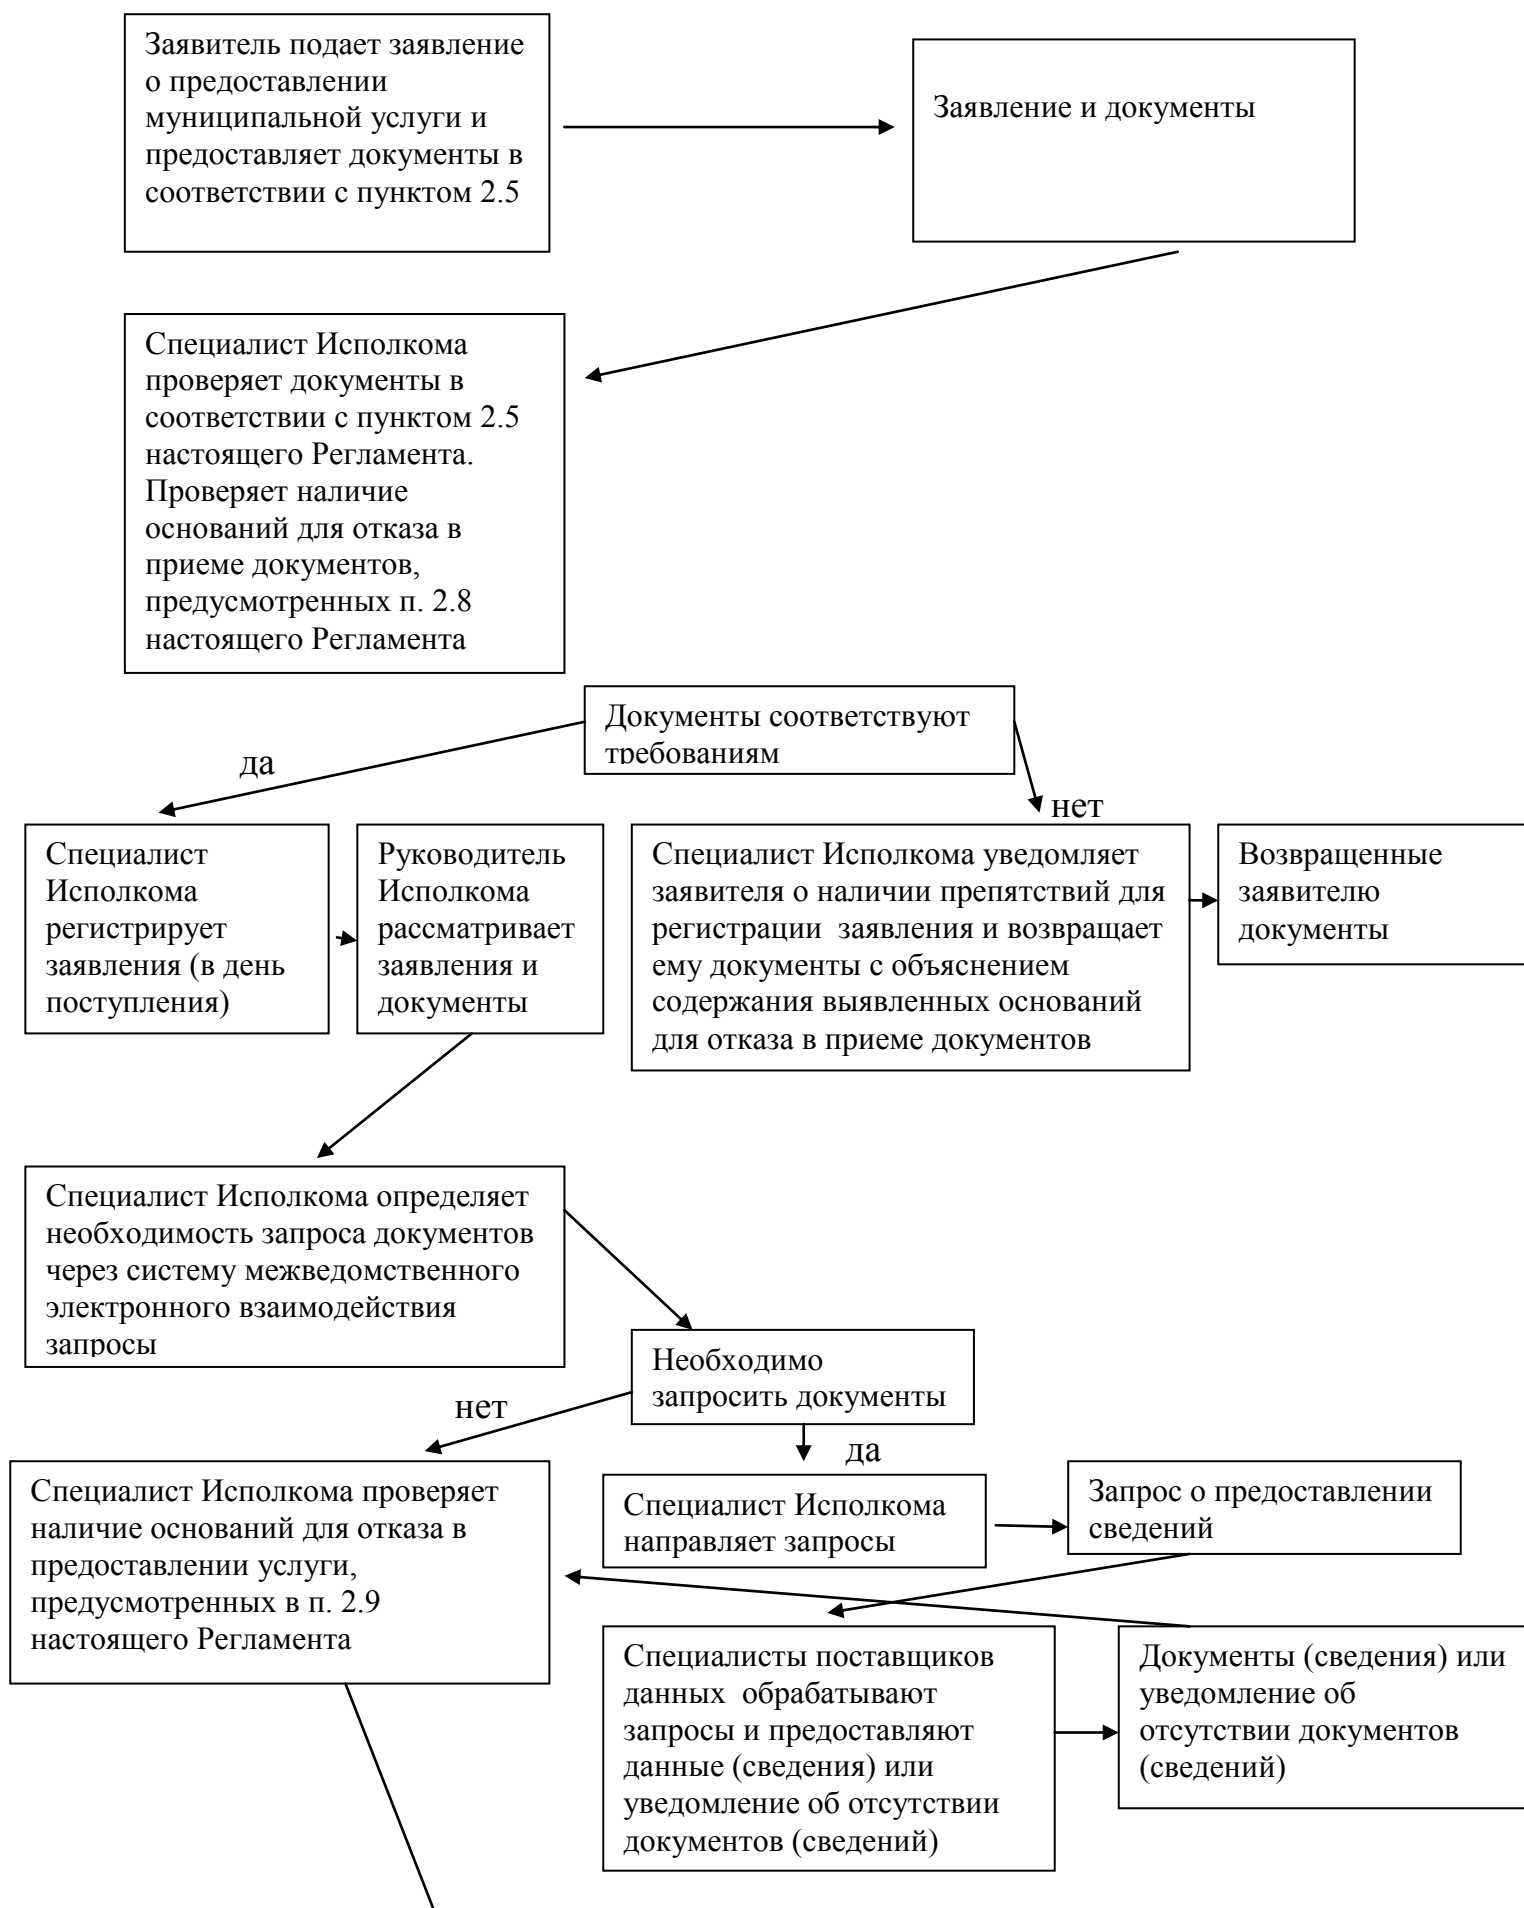 Заявитель подает заявление
о предоставлении
муниципальной услуги и
предоставляет документы в
соответствии с пунктом 2.5
Заявление и документы
Специалист Исполкома
проверяет документы в
соответствии с пунктом 2.5
настоящего Регламента.
Проверяет наличие
оснований для отказа в
приеме документов,
предусмотренных п. 2.8
настоящего Регламента
Документы соответствуют
требованиям
да
нет
Специалист
Исполкома
регистрирует
заявления (в день
поступления)
Руководитель
Исполкома
рассматривает
заявления и
документы
Специалист Исполкома уведомляет
заявителя о наличии препятствий для
регистрации  заявления и возвращает
ему документы с объяснением
содержания выявленных оснований
для отказа в приеме документов
Возвращенные
заявителю
документы
Специалист Исполкома определяет
необходимость запроса документов
через систему межведомственного
электронного взаимодействия
запросы
Необходимо
запросить документы
нет
да
Специалист Исполкома проверяет
наличие оснований для отказа в
предоставлении услуги,
предусмотренных в п. 2.9
настоящего Регламента
Специалист Исполкома
направляет запросы
Запрос о предоставлении
сведений
Специалисты поставщиков
данных  обрабатывают
запросы и предоставляют
данные (сведения) или
уведомление об отсутствии
документов (сведений)
Документы (сведения) или
уведомление об
отсутствии документов
(сведений)